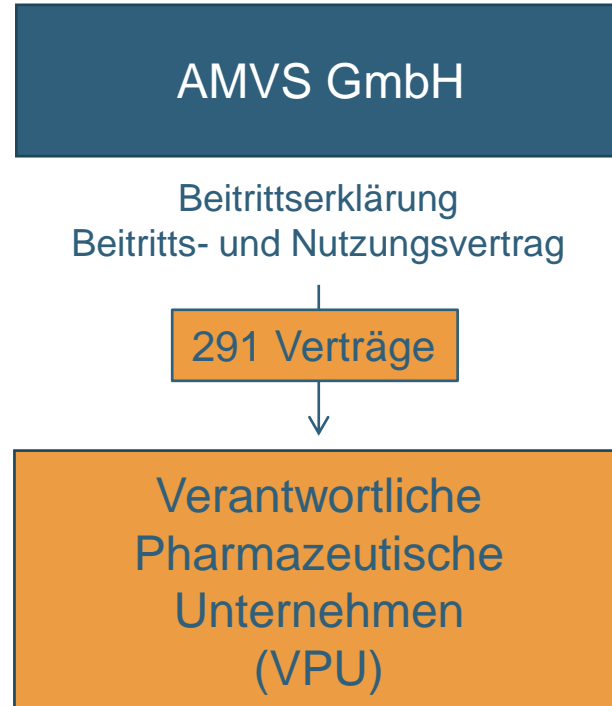 AMVS GmbH
Beitrittserklärung
Beitritts- und Nutzungsvertrag
291 Verträge
Verantwortliche
Pharmazeutische
Unternehmen
(VPU)